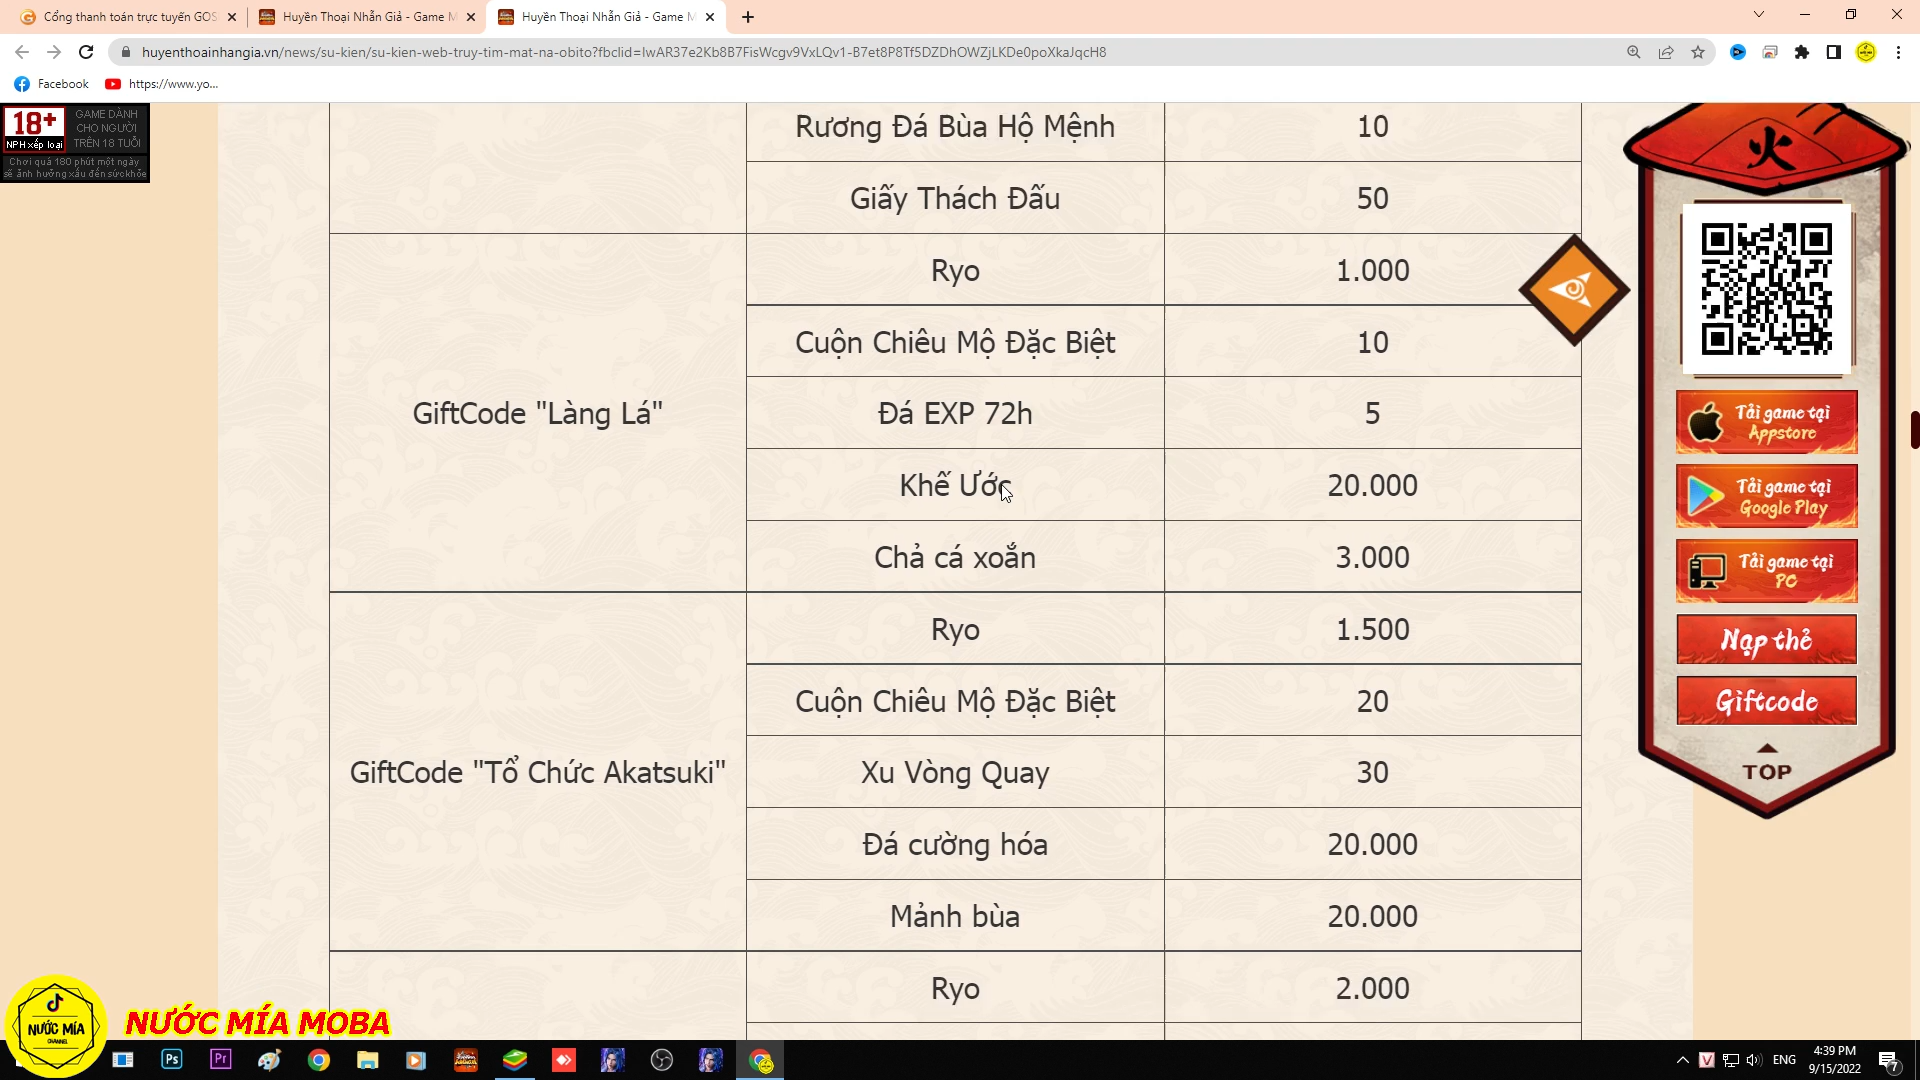 Cổng thanh toán trực tuyến GOS
Huyền Thoại Nhẫn Giả - Game M
Huyền Thoại Nhẫn Giả - Game M
huyenthoainhangia.vn/news/su-kien/su-kien-web-truy-tim-mat-na-obito?fbclid=IwAR37e2Kb8B7FisWcgv9VxLQv1-B7et8P8Tf5DZDhOWZjLKDe0poXkaJqcH8
Facebook
https://www.yo...
18+
NPH xếp loại
GAME DÀNH
CHO NGƯỜI
TRÊN 18 TUỔI
Chơi quá 180 phút một ngày
sẽ ảnh hưởng xấu đến sức khỏe
Rương Đá Bùa Hộ Mệnh 10
Giấy Thách Đấu 50
GiftCode "Làng Lá"
Ryo 1.000
Cuộn Chiêu Mộ Đặc Biệt 10
Đá EXP 72h 5
Khế Ước 20.000
Chả cá xoắn 3.000
GiftCode "Tổ Chức Akatsuki"
Ryo 1.500
Cuộn Chiêu Mộ Đặc Biệt 20
Xu Vòng Quay 30
Đá cường hóa 20.000
Mảnh bùa 20.000
Ryo 2.000
火
Tải game tại
Appstore
Tải game tại
Google Play
Tải game tại
PC
Nạp thẻ
Giftcode
TOP
NƯỚC MÍA
CHANNEL
NƯỚC MÍA MOBA
Ps
Pr
V
ENG
4:39 PM
9/15/2022
7